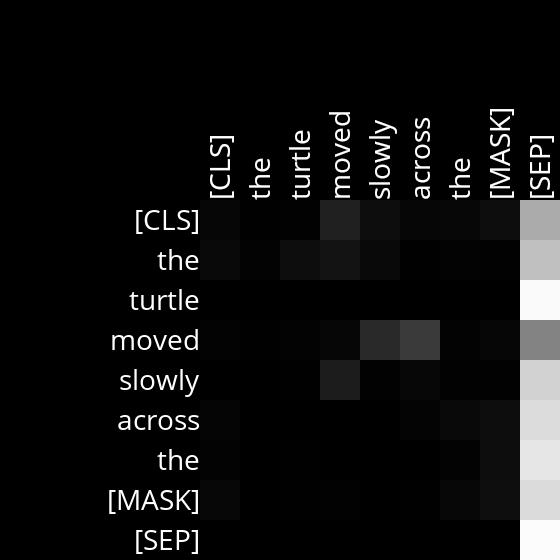 [CLS] the turtle moved slowly across the [MASK] [SEP]
[CLS]
the
turtle
moved
slowly
across
the
[MASK]
[SEP]